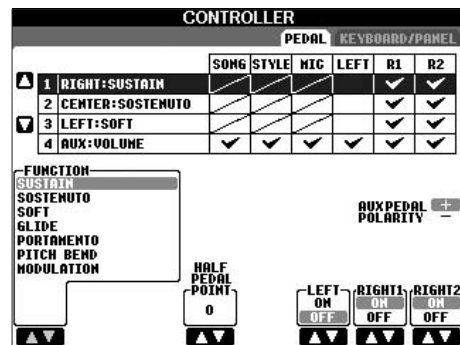 CONTROLLER
PEDAL KEYBOARD/PANEL
SONG STYLE MIC LEFT R1 R2
1 RIGHT:SUSTAIN
2 CENTER:SOSTENUTO
3 LEFT:SOFT
4 AUX:VOLUME
FUNCTION
SUSTAIN
SOSTENUTO
SOFT
GLIDE
PORTAMENTO
PITCH BEND
MODULATION
AUX PEDAL +
POLARITY −
HALF
PEDAL
POINT
0
LEFT RIGHT1 RIGHT2
ON ON ON
OFF OFF OFF